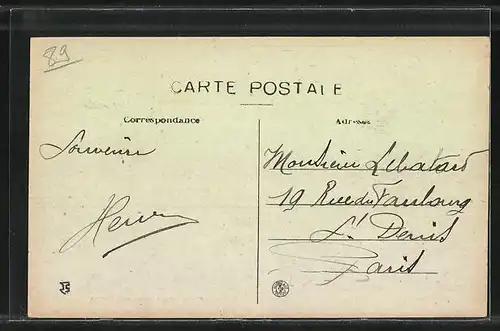 89
CARTE POSTALE
Correspondance
Adresse
Souvenir
Monsieur Lebatard
19 Rue du Faubourg
St Denis
Paris